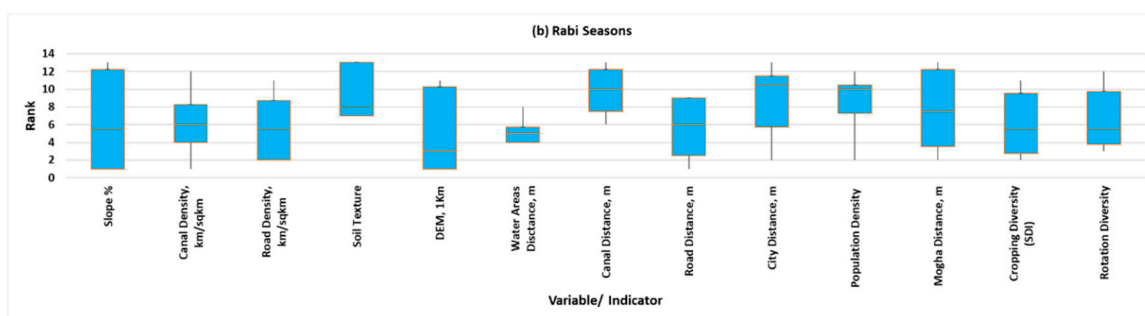 (b) Rabi Seasons
14
12
10
8
6
4
2
0
Rank
Slope %
Canal Density,
km/sqkm
Road Density,
km/sqkm
Soil Texture
DEM, 1Km
Water Areas
Disctance, m
Canal Distance, m
Road Distance, m
City Distance, m
Population Density
Mogha Distance, m
Cropping Diversity
(SDI)
Rotation Diversity
Variable/ Indicator